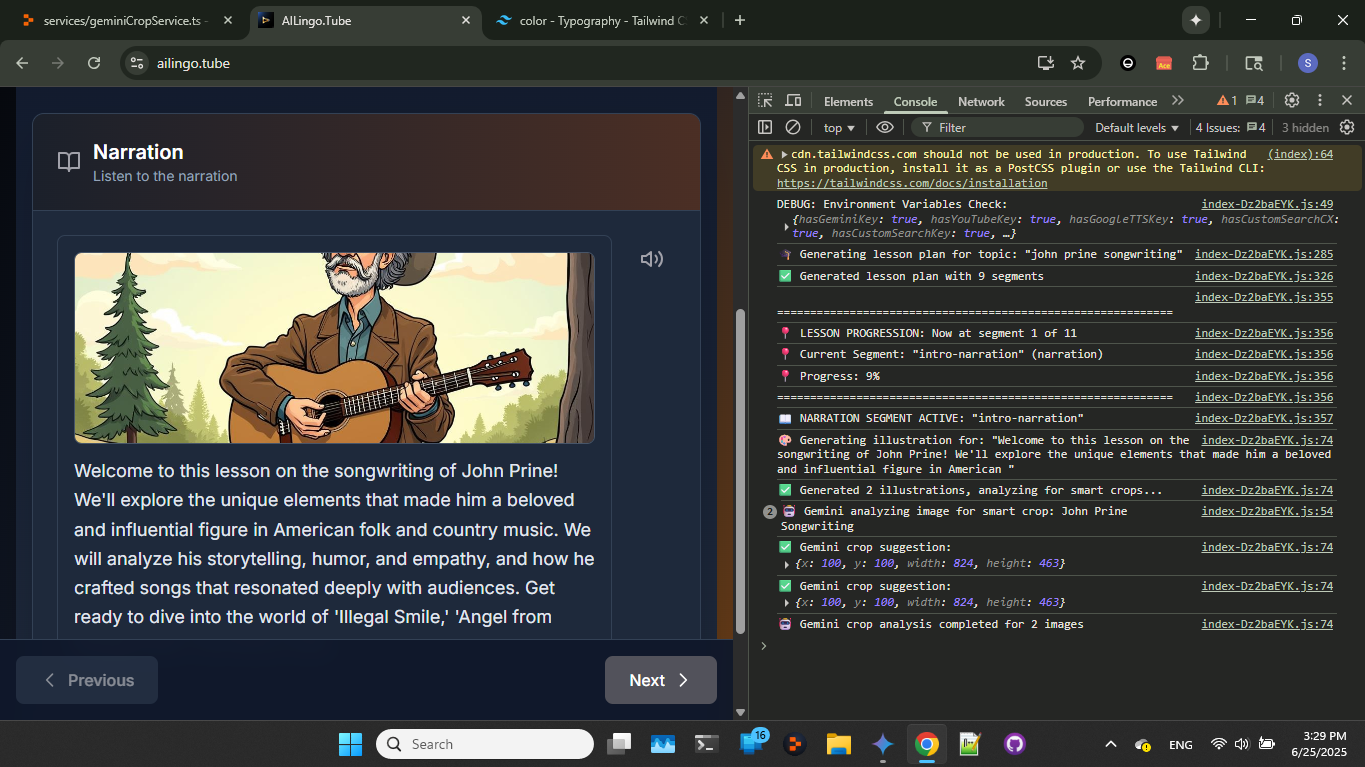 services/geminiCropService.ts -
AILingo.Tube
color - Typography - Tailwind C
ailingo.tube
Ace
S
Narration
Listen to the narration
Welcome to this lesson on the songwriting of John Prine!
We'll explore the unique elements that made him a beloved
and influential figure in American folk and country music. We
will analyze his storytelling, humor, and empathy, and how he
crafted songs that resonated deeply with audiences. Get
ready to dive into the world of 'Illegal Smile,' 'Angel from
Previous
Next
Elements Console Network Sources Performance 1 4
top Filter Default levels 4 Issues: 4 3 hidden
cdn.tailwindcss.com should not be used in production. To use Tailwind (index):64
CSS in production, install it as a PostCSS plugin or use the Tailwind CLI:
https://tailwindcss.com/docs/installation
DEBUG: Environment Variables Check: index-Dz2baEYK.js:49
{hasGeminiKey: true, hasYouTubeKey: true, hasGoogleTTSKey: true, hasCustomSearchCX:
true, hasCustomSearchKey: true, …}
Generating lesson plan for topic: "john prine songwriting" index-Dz2baEYK.js:285
Generated lesson plan with 9 segments index-Dz2baEYK.js:326
index-Dz2baEYK.js:355
============================================================
LESSON PROGRESSION: Now at segment 1 of 11 index-Dz2baEYK.js:356
Current Segment: "intro-narration" (narration) index-Dz2baEYK.js:356
Progress: 9% index-Dz2baEYK.js:356
============================================================ index-Dz2baEYK.js:356
NARRATION SEGMENT ACTIVE: "intro-narration" index-Dz2baEYK.js:357
Generating illustration for: "Welcome to this lesson on the index-Dz2baEYK.js:74
songwriting of John Prine! We'll explore the unique elements that made him a beloved
and influential figure in American "
Generated 2 illustrations, analyzing for smart crops... index-Dz2baEYK.js:74
2 Gemini analyzing image for smart crop: John Prine index-Dz2baEYK.js:54
Songwriting
Gemini crop suggestion: index-Dz2baEYK.js:74
{x: 100, y: 100, width: 824, height: 463}
Gemini crop suggestion: index-Dz2baEYK.js:74
{x: 100, y: 100, width: 824, height: 463}
Gemini crop analysis completed for 2 images index-Dz2baEYK.js:74
Search
16
ENG
3:29 PM
6/25/2025